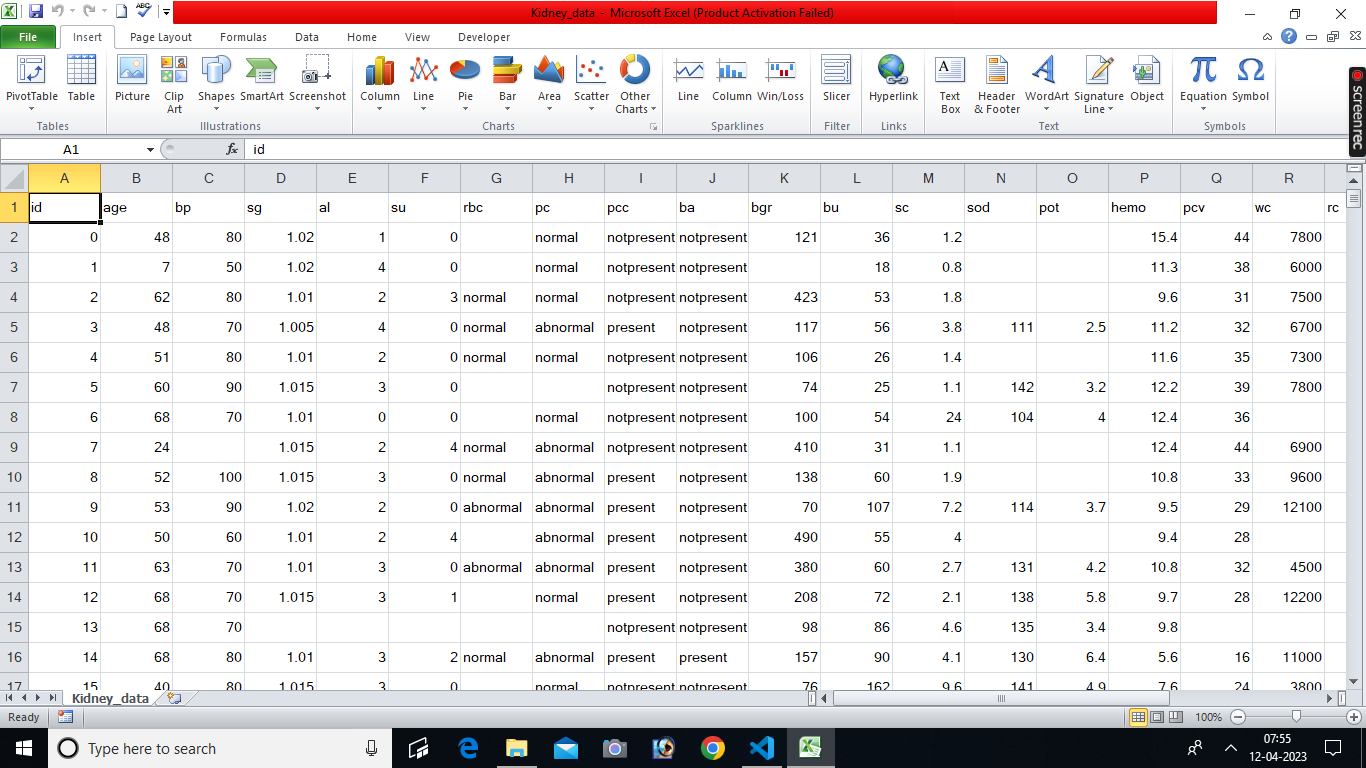 Kidney_data - Microsoft Excel (Product Activation Failed)
File Insert Page Layout Formulas Data Home View Developer
PivotTable Table Picture Clip Art Shapes SmartArt Screenshot Column Line Pie Bar Area Scatter Other Charts Line Column Win/Loss Slicer Hyperlink Text Box Header & Footer WordArt Signature Line Object Equation Symbol
Tables Illustrations Charts Sparklines Filter Links Text Symbols
screenrec
A1 fx id
A B C D E F G H I J K L M N O P Q R
1 id age bp sg al su rbc pc pcc ba bgr bu sc sod pot hemo pcv wc rc
2 0 48 80 1.02 1 0 normal notpresent notpresent 121 36 1.2 15.4 44 7800
3 1 7 50 1.02 4 0 normal notpresent notpresent 18 0.8 11.3 38 6000
4 2 62 80 1.01 2 3 normal normal notpresent notpresent 423 53 1.8 9.6 31 7500
5 3 48 70 1.005 4 0 normal abnormal present notpresent 117 56 3.8 111 2.5 11.2 32 6700
6 4 51 80 1.01 2 0 normal normal notpresent notpresent 106 26 1.4 11.6 35 7300
7 5 60 90 1.015 3 0 notpresent notpresent 74 25 1.1 142 3.2 12.2 39 7800
8 6 68 70 1.01 0 0 normal notpresent notpresent 100 54 24 104 4 12.4 36
9 7 24 1.015 2 4 normal abnormal notpresent notpresent 410 31 1.1 12.4 44 6900
10 8 52 100 1.015 3 0 normal abnormal present notpresent 138 60 1.9 10.8 33 9600
11 9 53 90 1.02 2 0 abnormal abnormal present notpresent 70 107 7.2 114 3.7 9.5 29 12100
12 10 50 60 1.01 2 4 abnormal present notpresent 490 55 4 9.4 28
13 11 63 70 1.01 3 0 abnormal abnormal present notpresent 380 60 2.7 131 4.2 10.8 32 4500
14 12 68 70 1.015 3 1 normal present notpresent 208 72 2.1 138 5.8 9.7 28 12200
15 13 68 70 notpresent notpresent 98 86 4.6 135 3.4 9.8
16 14 68 80 1.01 3 2 normal abnormal present present 157 90 4.1 130 6.4 5.6 16 11000
17 15 40 80 1.015 3 0 normal notpresent notpresent 76 162 9.6 141 4.9 7.6 24 3800
Kidney_data
Ready 100%
Type here to search
07:55
12-04-2023